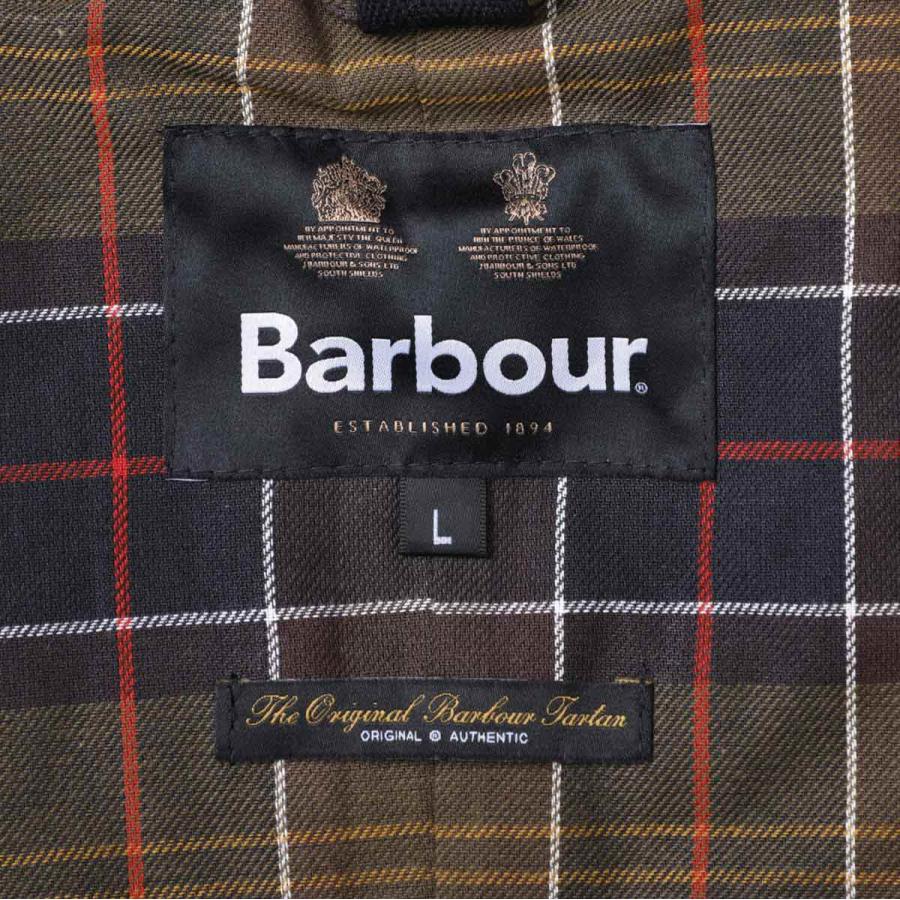 BY APPOINTMENT TO
HER MAJESTY THE QUEEN
MANUFACTURERS OF WATERPROOF
AND PROTECTIVE CLOTHING
J BARBOUR & SONS LTD
SOUTH SHIELDS
BY APPOINTMENT TO
HRH THE PRINCE OF WALES
MANUFACTURERS OF WATERPROOF
AND PROTECTIVE CLOTHING
J BARBOUR & SONS LTD
SOUTH SHIELDS
Barbour®
ESTABLISHED 1894
L
The Original Barbour Tartan
ORIGINAL ® AUTHENTIC